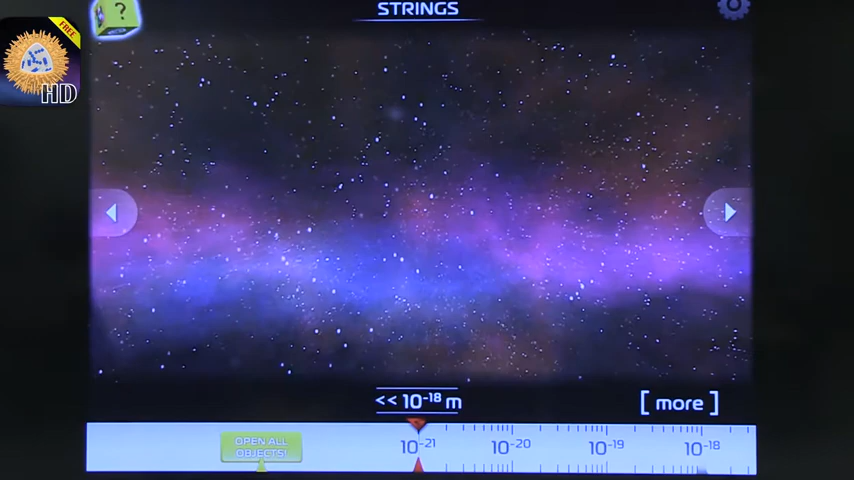 STRINGS
?
FREE
HD
<< 10⁻¹⁸ m
[ more ]
OPEN ALL
OBJECTS!
10⁻²¹
10⁻²⁰
10⁻¹⁹
10⁻¹⁸